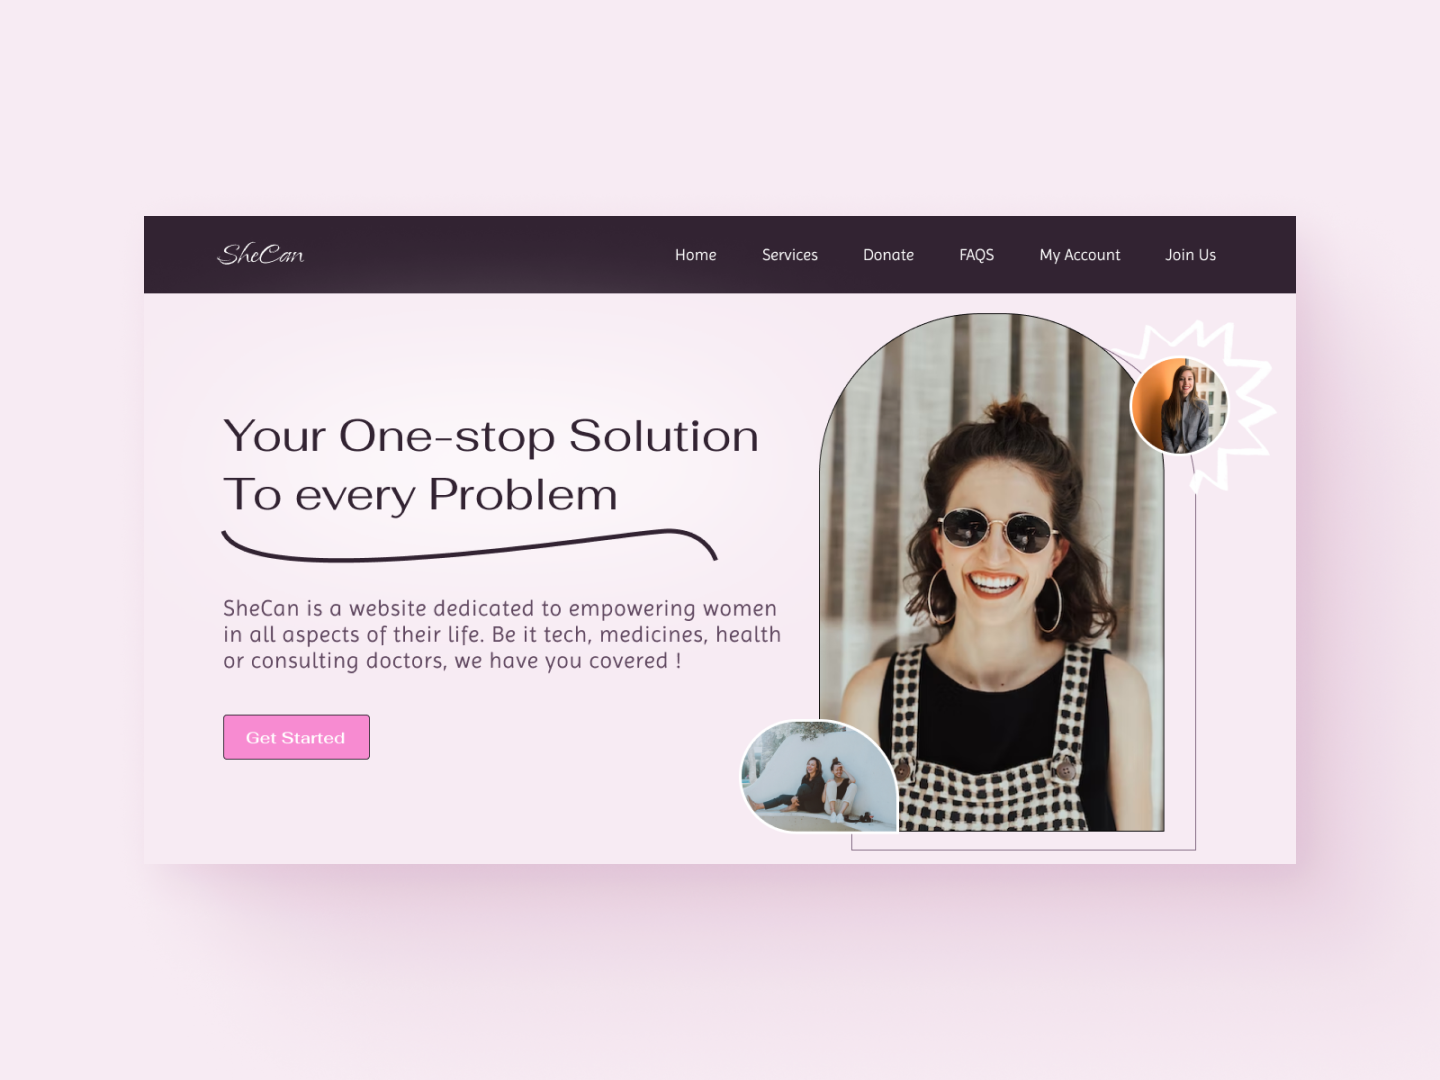 SheCan
Home Services Donate FAQS My Account Join Us
Your One-stop Solution
To every Problem
SheCan is a website dedicated to empowering women
in all aspects of their life. Be it tech, medicines, health
or consulting doctors, we have you covered !
Get Started